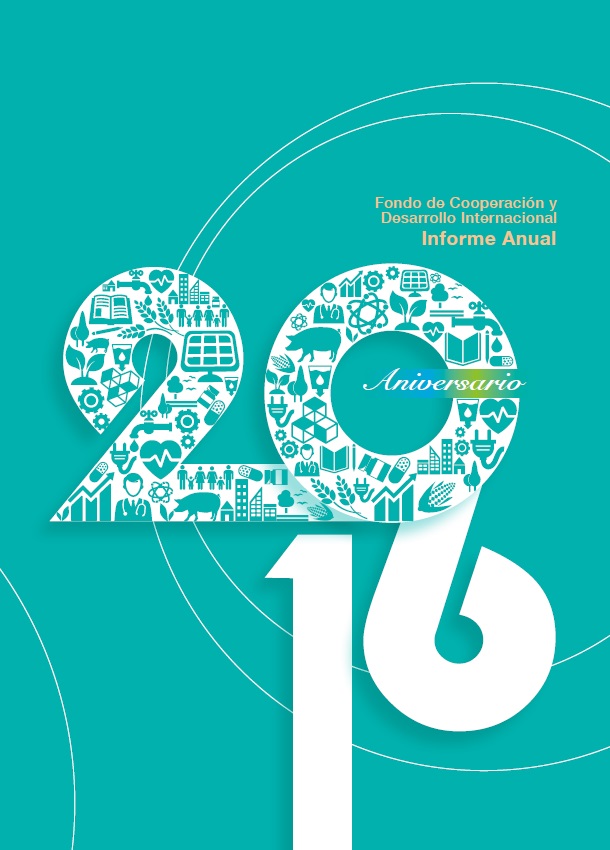 Fondo de Cooperación y
Desarrollo Internacional
Informe Anual
20
Aniversario
16